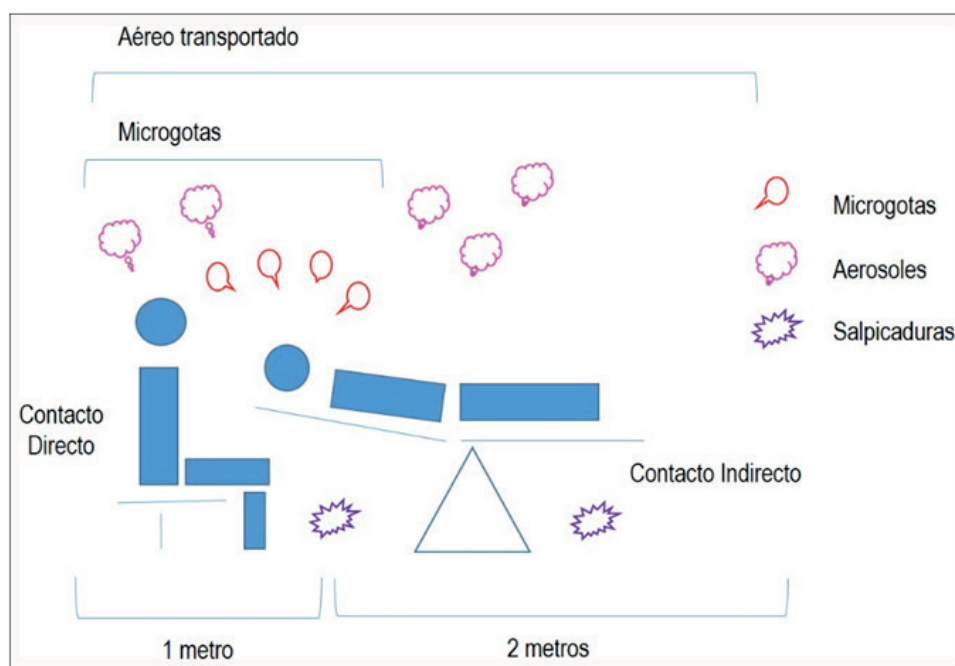 Aéreo transportado
Microgotas
Microgotas
Aerosoles
Salpicaduras
Contacto
Directo
Contacto Indirecto
1 metro
2 metros